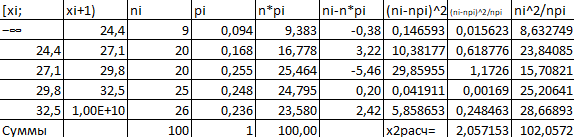 [xi; xi+1) ni pi n*pi ni-n*pi (ni-npi)^2 (ni-npi)^2/npi ni^2/npi
−∞ 24,4 9 0,094 9,383 -0,38 0,146593 0,015623 8,632749
24,4 27,1 20 0,168 16,778 3,22 10,38177 0,618776 23,84085
27,1 29,8 20 0,255 25,464 -5,46 29,85955 1,1726 15,70821
29,8 32,5 25 0,248 24,795 0,20 0,041911 0,00169 25,20641
32,5 1,00E+10 26 0,236 23,580 2,42 5,858653 0,248463 28,66893
Суммы 100 1 100,00 x2расч= 2,057153 102,0572